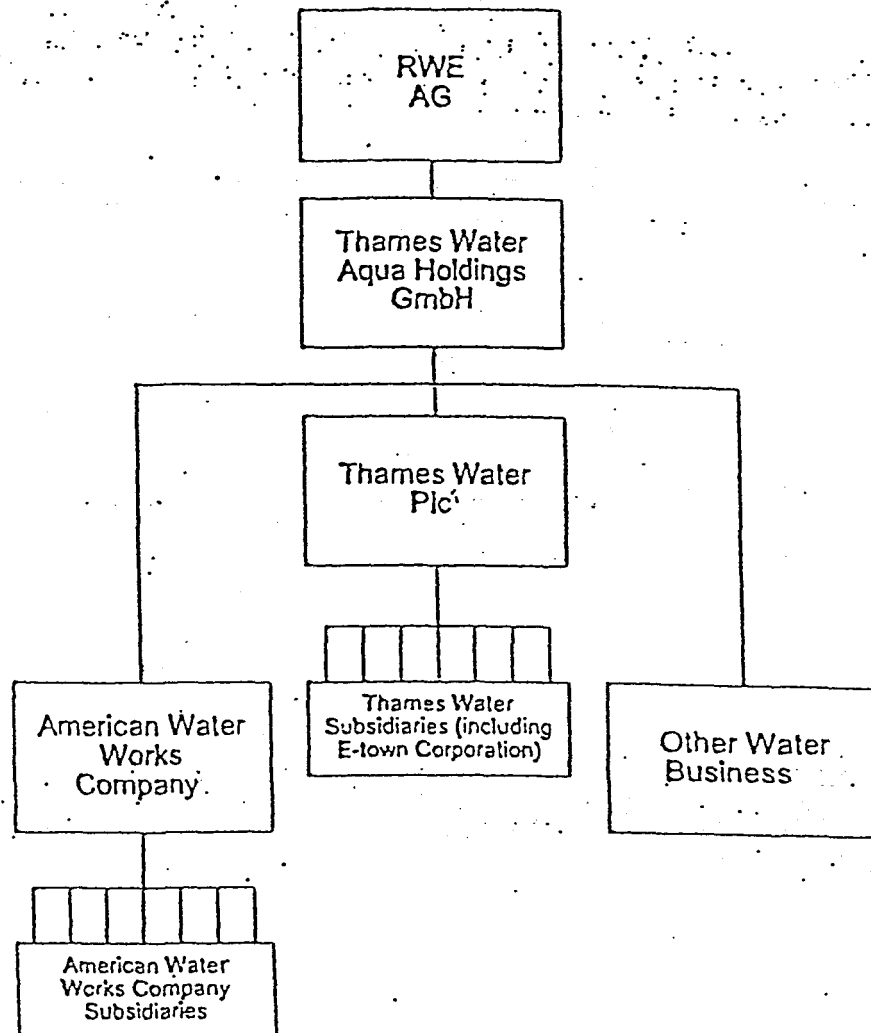 RWE
AG
Thames Water
Aqua Holdings
GmbH
Thames Water
Plc
American Water
Works
Company
Thames Water
Subsidiaries (including
E-town Corporation)
Other Water
Business
American Water
Works Company
Subsidiaries